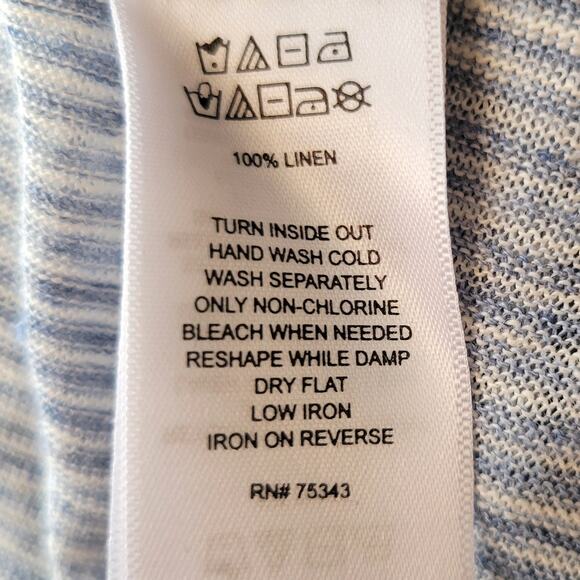 100% LINEN
TURN INSIDE OUT
HAND WASH COLD
WASH SEPARATELY
ONLY NON-CHLORINE
BLEACH WHEN NEEDED
RESHAPE WHILE DAMP
DRY FLAT
LOW IRON
IRON ON REVERSE
RN# 75343